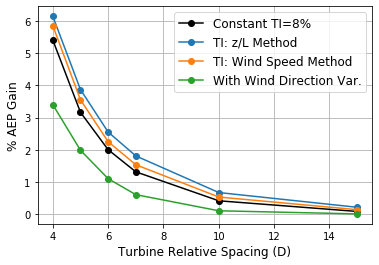 Constant TI=8%
TI: z/L Method
TI: Wind Speed Method
With Wind Direction Var.
% AEP Gain
6
5
4
3
2
1
0
4 6 8 10 12 14
Turbine Relative Spacing (D)